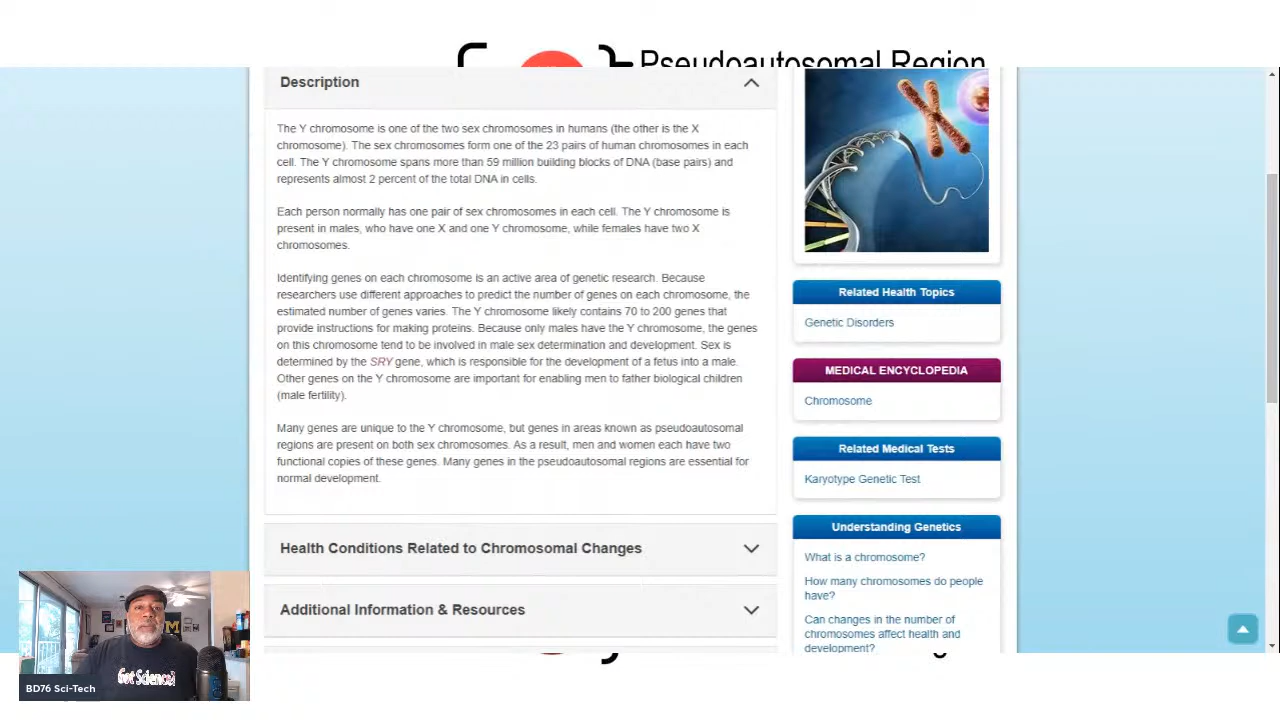 Pseudoautosomal Region
Description
The Y chromosome is one of the two sex chromosomes in humans (the other is the X
chromosome). The sex chromosomes form one of the 23 pairs of human chromosomes in each
cell. The Y chromosome spans more than 59 million building blocks of DNA (base pairs) and
represents almost 2 percent of the total DNA in cells.
Each person normally has one pair of sex chromosomes in each cell. The Y chromosome is
present in males, who have one X and one Y chromosome, while females have two X
chromosomes.
Identifying genes on each chromosome is an active area of genetic research. Because
researchers use different approaches to predict the number of genes on each chromosome, the
estimated number of genes varies. The Y chromosome likely contains 70 to 200 genes that
provide instructions for making proteins. Because only males have the Y chromosome, the genes
on this chromosome tend to be involved in male sex determination and development. Sex is
determined by the SRY gene, which is responsible for the development of a fetus into a male.
Other genes on the Y chromosome are important for enabling men to father biological children
(male fertility).
Many genes are unique to the Y chromosome, but genes in areas known as pseudoautosomal
regions are present on both sex chromosomes. As a result, men and women each have two
functional copies of these genes. Many genes in the pseudoautosomal regions are essential for
normal development.
Health Conditions Related to Chromosomal Changes
Additional Information & Resources
Related Health Topics
Genetic Disorders
MEDICAL ENCYCLOPEDIA
Chromosome
Related Medical Tests
Karyotype Genetic Test
Understanding Genetics
What is a chromosome?
How many chromosomes do people
have?
Can changes in the number of
chromosomes affect health and
development?
M
Got Science?
BD76 Sci-Tech